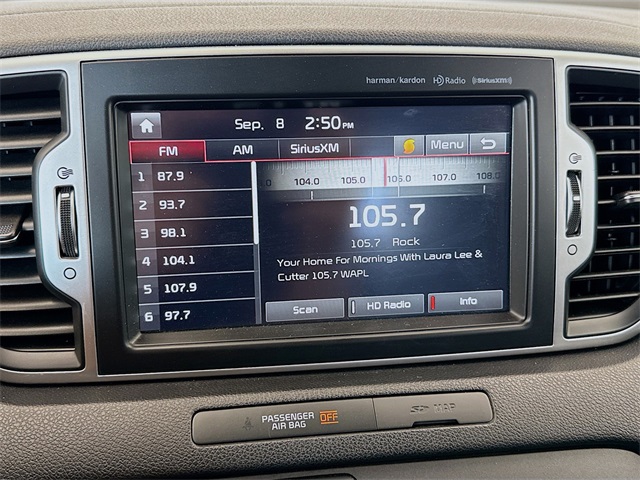 harman/kardon HD Radio ((SiriusXM))
Sep. 8 2:50PM
FM AM SiriusXM Menu
1 87.9
2 93.7
3 98.1
4 104.1
5 107.9
6 97.7
0 104.0 105.0 106.0 107.0 108.0
105.7
105.7 Rock
Your Home For Mornings With Laura Lee &
Cutter 105.7 WAPL
Scan HD Radio Info
PASSENGER
AIR BAG OFF
SD MAP